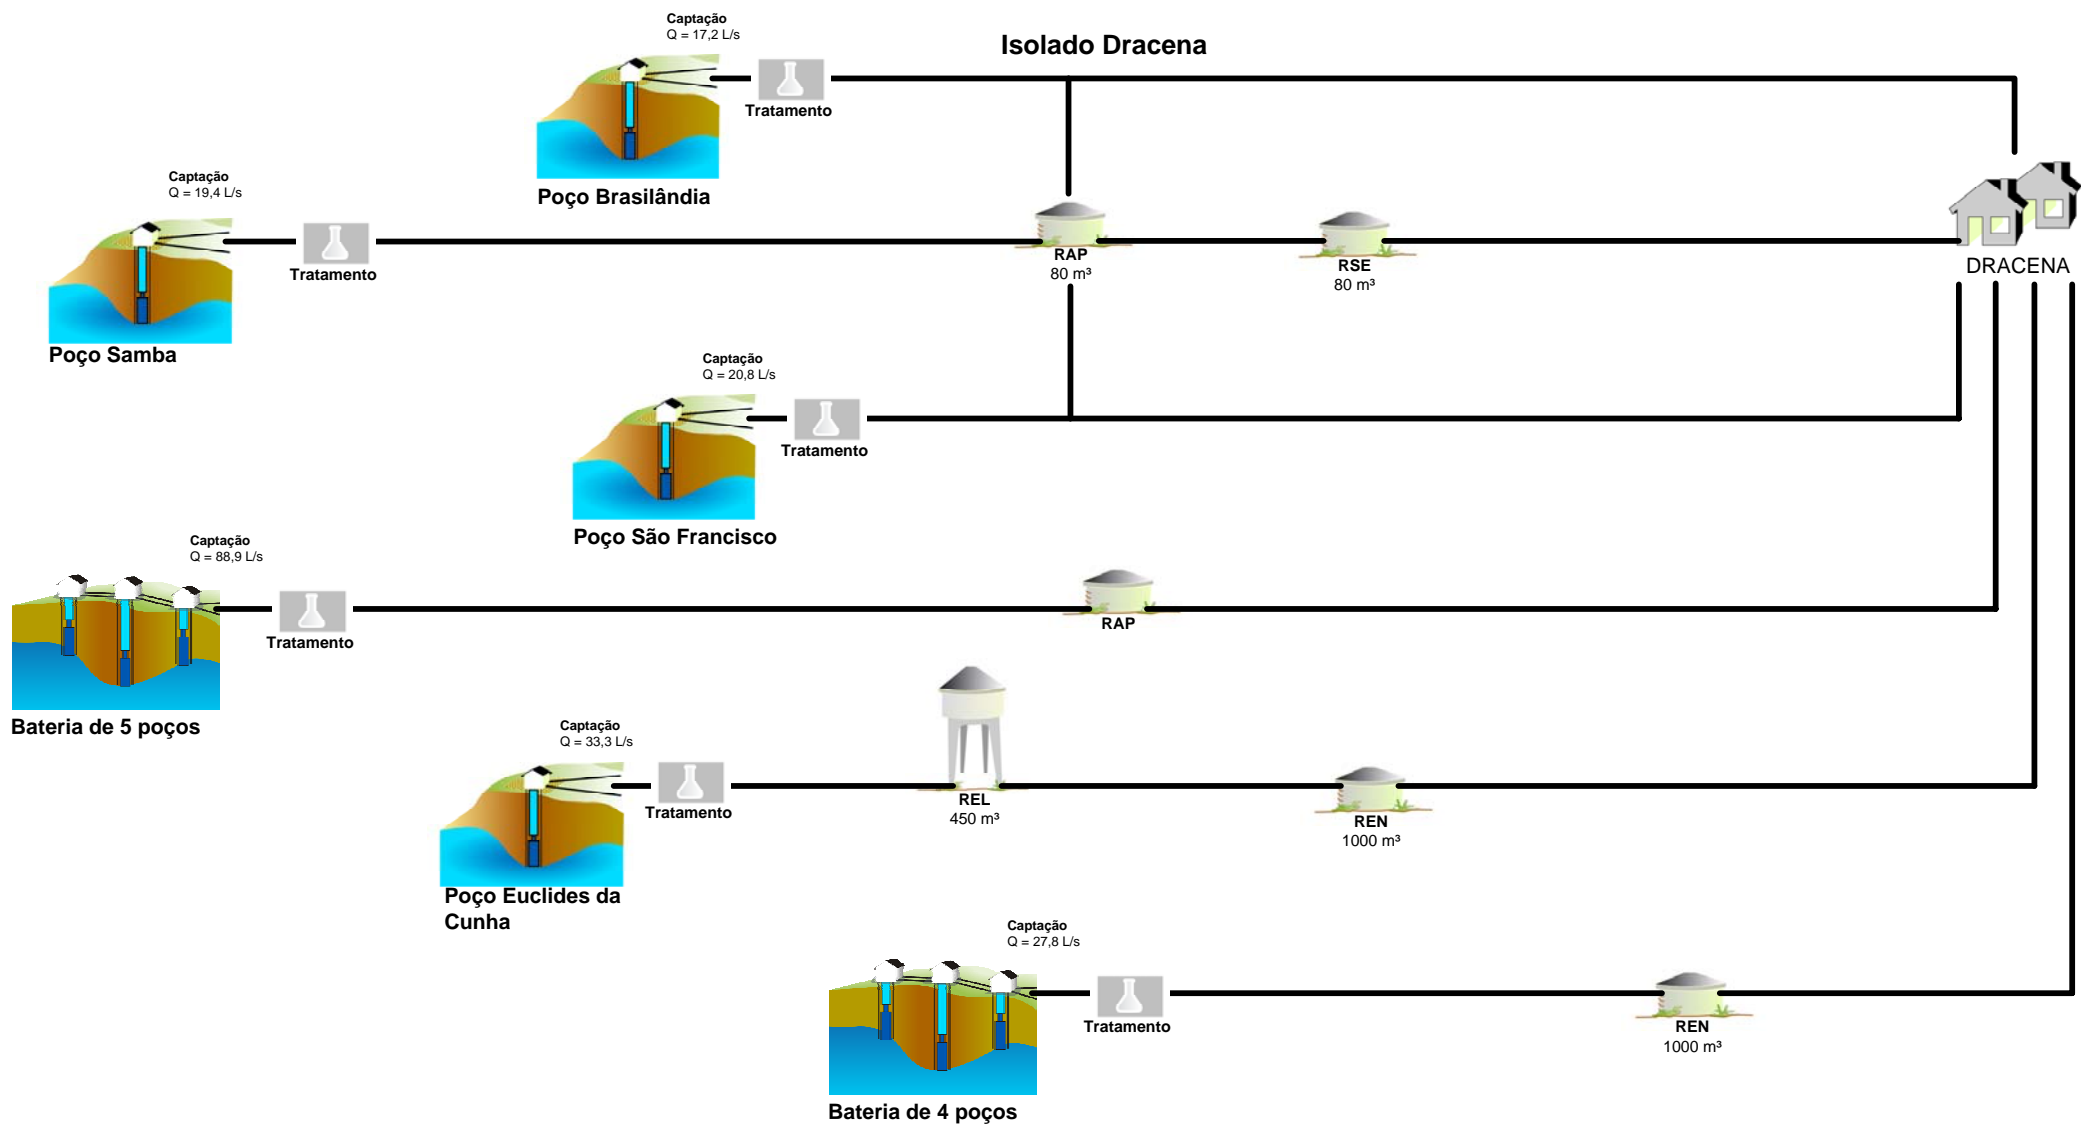 Captação
Q = 17,2 L/s
Isolado Dracena
Tratamento
Poço Brasilândia
Captação
Q = 19,4 L/s
Tratamento
Poço Samba
RAP
80 m³
RSE
80 m³
DRACENA
Captação
Q = 20,8 L/s
Tratamento
Poço São Francisco
Captação
Q = 88,9 L/s
Tratamento
Bateria de 5 poços
RAP
Captação
Q = 33,3 L/s
Tratamento
Poço Euclides da
Cunha
REL
450 m³
REN
1000 m³
Captação
Q = 27,8 L/s
Tratamento
Bateria de 4 poços
REN
1000 m³